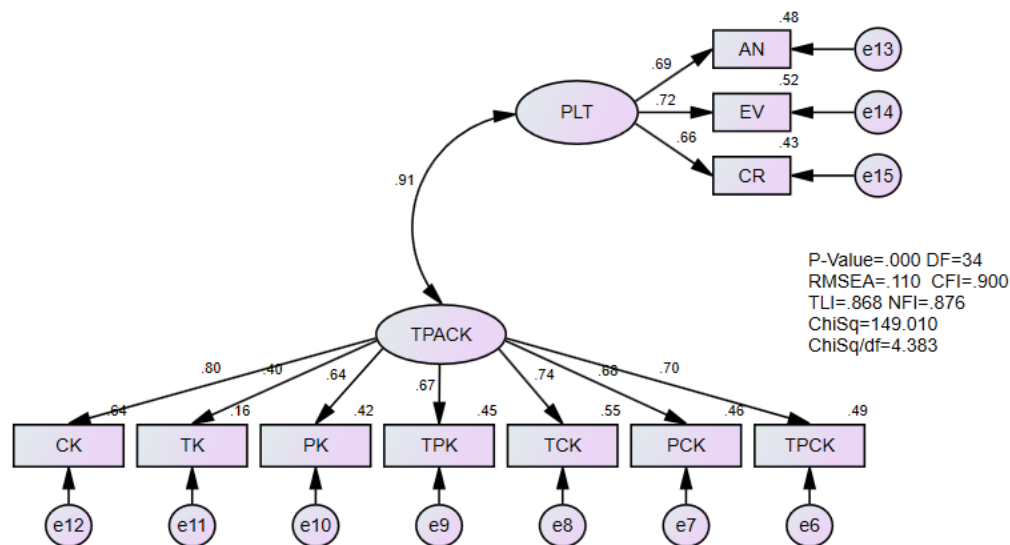 .48
AN
e13
.69
.52
PLT
.72
EV
e14
.66
.43
CR
e15
.91
P-Value=.000 DF=34
RMSEA=.110 CFI=.900
TLI=.868 NFI=.876
ChiSq=149.010
ChiSq/df=4.383
TPACK
.80
.40
.64
.67
.74
.68
.70
.64
.16
.42
.45
.55
.46
.49
CK
TK
PK
TPK
TCK
PCK
TPCK
e12
e11
e10
e9
e8
e7
e6